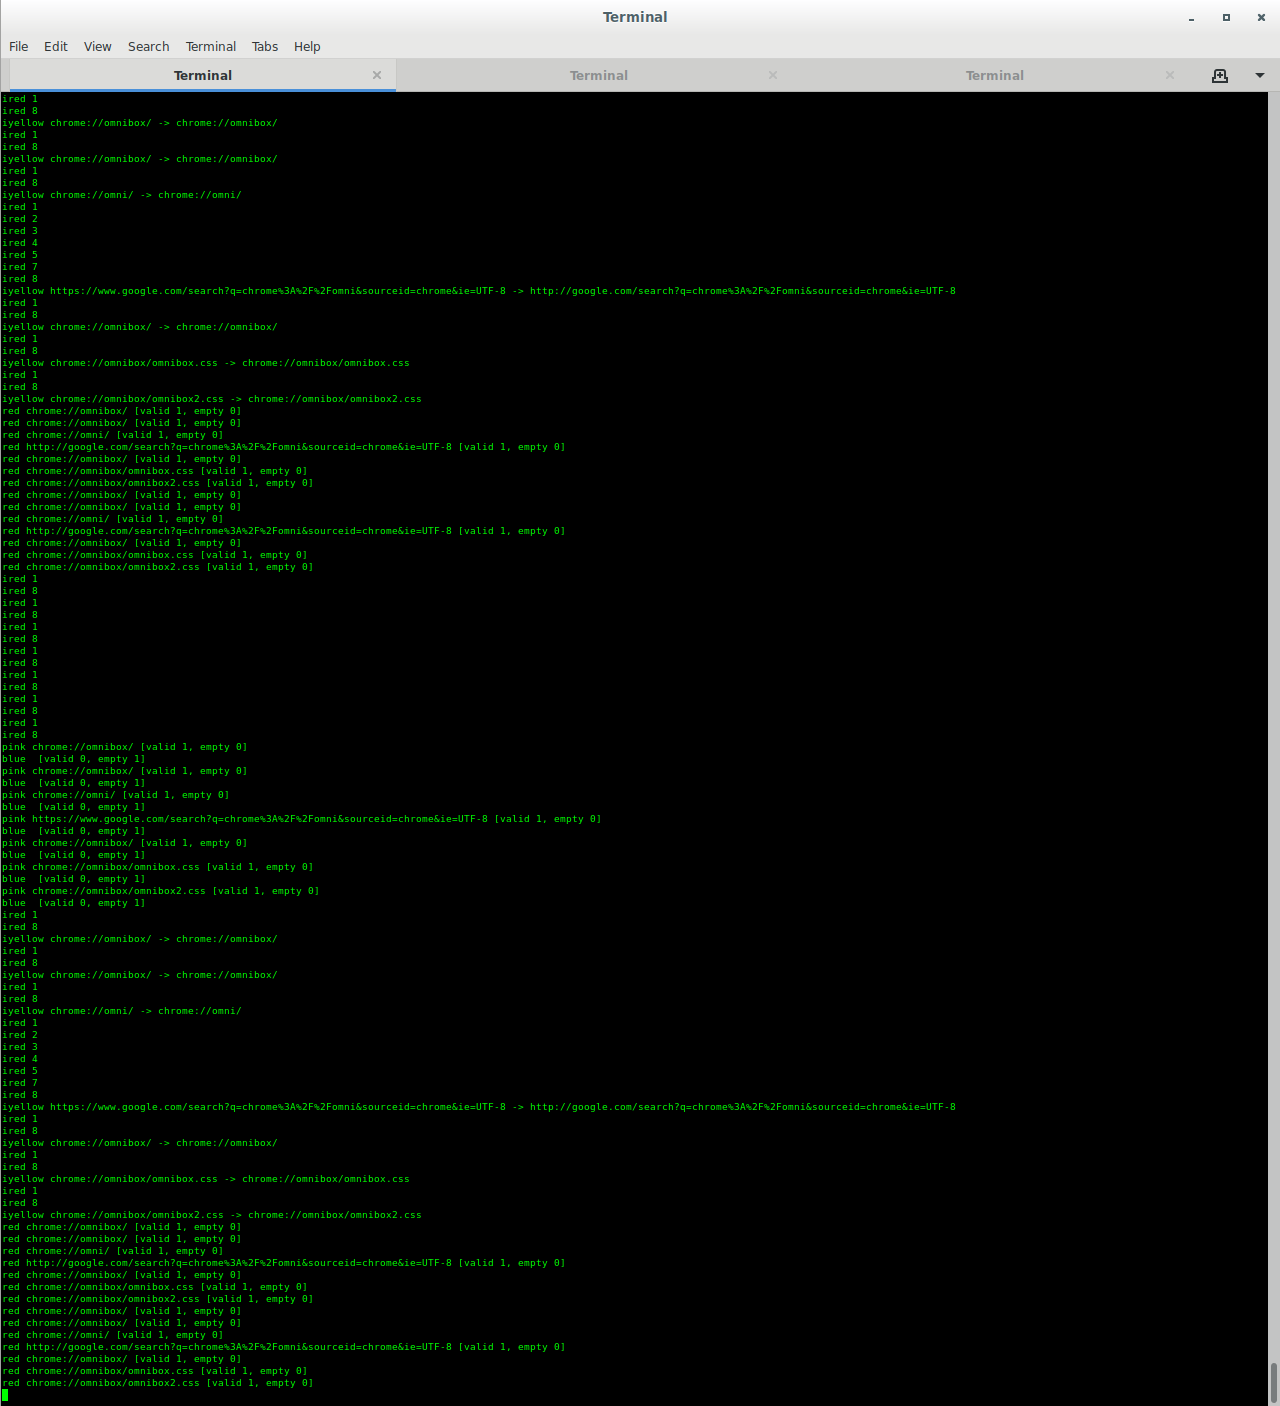 Terminal
File Edit View Search Terminal Tabs Help
Terminal Terminal Terminal
ired 1
ired 8
iyellow chrome://omnibox/ -> chrome://omnibox/
ired 1
ired 8
iyellow chrome://omnibox/ -> chrome://omnibox/
ired 1
ired 8
iyellow chrome://omni/ -> chrome://omni/
ired 1
ired 2
ired 3
ired 4
ired 5
ired 7
ired 8
iyellow https://www.google.com/search?q=chrome%3A%2F%2Fomni&sourceid=chrome&ie=UTF-8 -> http://google.com/search?q=chrome%3A%2F%2Fomni&sourceid=chrome&ie=UTF-8
ired 1
ired 8
iyellow chrome://omnibox/ -> chrome://omnibox/
ired 1
ired 8
iyellow chrome://omnibox/omnibox.css -> chrome://omnibox/omnibox.css
ired 1
ired 8
iyellow chrome://omnibox/omnibox2.css -> chrome://omnibox/omnibox2.css
red chrome://omnibox/ [valid 1, empty 0]
red chrome://omnibox/ [valid 1, empty 0]
red chrome://omni/ [valid 1, empty 0]
red http://google.com/search?q=chrome%3A%2F%2Fomni&sourceid=chrome&ie=UTF-8 [valid 1, empty 0]
red chrome://omnibox/ [valid 1, empty 0]
red chrome://omnibox/omnibox.css [valid 1, empty 0]
red chrome://omnibox/omnibox2.css [valid 1, empty 0]
red chrome://omnibox/ [valid 1, empty 0]
red chrome://omnibox/ [valid 1, empty 0]
red chrome://omni/ [valid 1, empty 0]
red http://google.com/search?q=chrome%3A%2F%2Fomni&sourceid=chrome&ie=UTF-8 [valid 1, empty 0]
red chrome://omnibox/ [valid 1, empty 0]
red chrome://omnibox/omnibox.css [valid 1, empty 0]
red chrome://omnibox/omnibox2.css [valid 1, empty 0]
ired 1
ired 8
ired 1
ired 8
ired 1
ired 8
ired 1
ired 8
ired 1
ired 8
ired 1
ired 8
ired 1
ired 8
pink chrome://omnibox/ [valid 1, empty 0]
blue  [valid 0, empty 1]
pink chrome://omnibox/ [valid 1, empty 0]
blue  [valid 0, empty 1]
pink chrome://omni/ [valid 1, empty 0]
blue  [valid 0, empty 1]
pink https://www.google.com/search?q=chrome%3A%2F%2Fomni&sourceid=chrome&ie=UTF-8 [valid 1, empty 0]
blue  [valid 0, empty 1]
pink chrome://omnibox/ [valid 1, empty 0]
blue  [valid 0, empty 1]
pink chrome://omnibox/omnibox.css [valid 1, empty 0]
blue  [valid 0, empty 1]
pink chrome://omnibox/omnibox2.css [valid 1, empty 0]
blue  [valid 0, empty 1]
ired 1
ired 8
iyellow chrome://omnibox/ -> chrome://omnibox/
ired 1
ired 8
iyellow chrome://omnibox/ -> chrome://omnibox/
ired 1
ired 8
iyellow chrome://omni/ -> chrome://omni/
ired 1
ired 2
ired 3
ired 4
ired 5
ired 7
ired 8
iyellow https://www.google.com/search?q=chrome%3A%2F%2Fomni&sourceid=chrome&ie=UTF-8 -> http://google.com/search?q=chrome%3A%2F%2Fomni&sourceid=chrome&ie=UTF-8
ired 1
ired 8
iyellow chrome://omnibox/ -> chrome://omnibox/
ired 1
ired 8
iyellow chrome://omnibox/omnibox.css -> chrome://omnibox/omnibox.css
ired 1
ired 8
iyellow chrome://omnibox/omnibox2.css -> chrome://omnibox/omnibox2.css
red chrome://omnibox/ [valid 1, empty 0]
red chrome://omnibox/ [valid 1, empty 0]
red chrome://omni/ [valid 1, empty 0]
red http://google.com/search?q=chrome%3A%2F%2Fomni&sourceid=chrome&ie=UTF-8 [valid 1, empty 0]
red chrome://omnibox/ [valid 1, empty 0]
red chrome://omnibox/omnibox.css [valid 1, empty 0]
red chrome://omnibox/omnibox2.css [valid 1, empty 0]
red chrome://omnibox/ [valid 1, empty 0]
red chrome://omnibox/ [valid 1, empty 0]
red chrome://omni/ [valid 1, empty 0]
red http://google.com/search?q=chrome%3A%2F%2Fomni&sourceid=chrome&ie=UTF-8 [valid 1, empty 0]
red chrome://omnibox/ [valid 1, empty 0]
red chrome://omnibox/omnibox.css [valid 1, empty 0]
red chrome://omnibox/omnibox2.css [valid 1, empty 0]